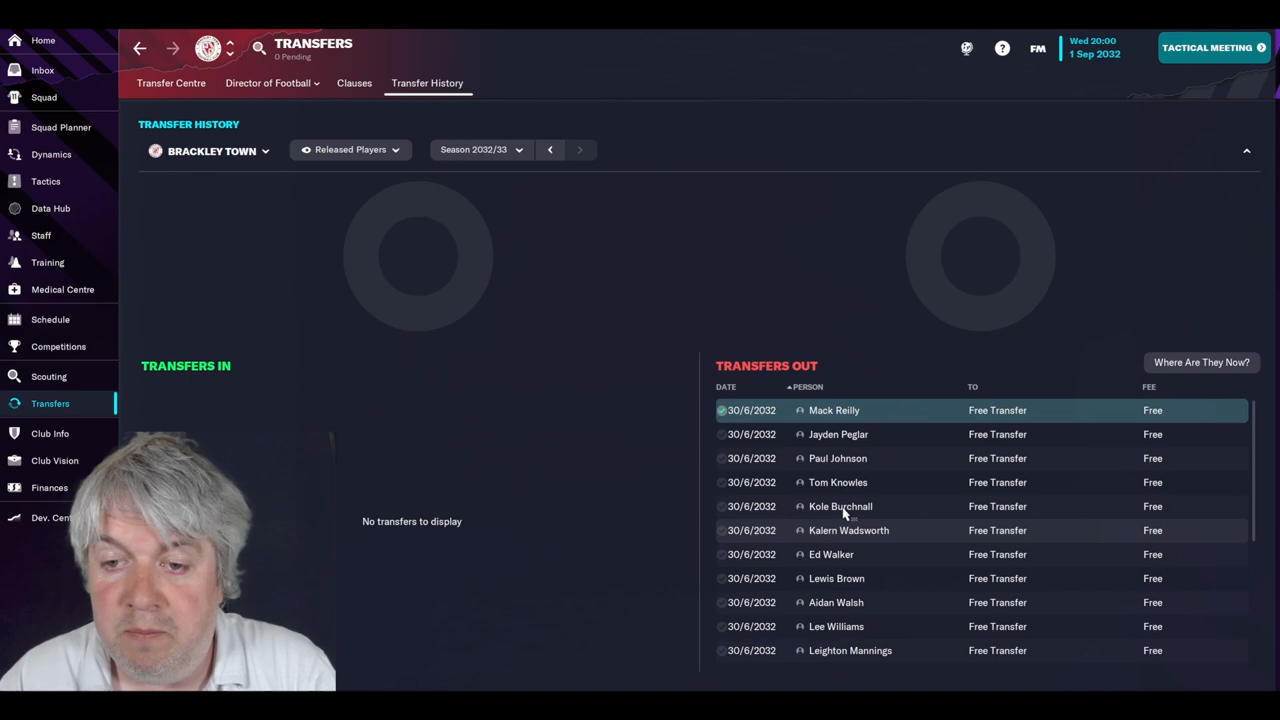 Home
Inbox
Squad
Squad Planner
Dynamics
Tactics
Data Hub
Staff
Training
Medical Centre
Schedule
Competitions
Scouting
Transfers
Club Info
Club Vision
Finances
Dev. Cent
TRANSFERS
0 Pending
?
FM
Wed 20:00
1 Sep 2032
TACTICAL MEETING
Transfer Centre
Director of Football
Clauses
Transfer History
TRANSFER HISTORY
BRACKLEY TOWN
Released Players
Season 2032/33
TRANSFERS IN
No transfers to display
TRANSFERS OUT
Where Are They Now?
DATE PERSON TO FEE
30/6/2032 Mack Reilly Free Transfer Free
30/6/2032 Jayden Peglar Free Transfer Free
30/6/2032 Paul Johnson Free Transfer Free
30/6/2032 Tom Knowles Free Transfer Free
30/6/2032 Kole Burchnall Free Transfer Free
30/6/2032 Kalern Wadsworth Free Transfer Free
30/6/2032 Ed Walker Free Transfer Free
30/6/2032 Lewis Brown Free Transfer Free
30/6/2032 Aidan Walsh Free Transfer Free
30/6/2032 Lee Williams Free Transfer Free
30/6/2032 Leighton Mannings Free Transfer Free